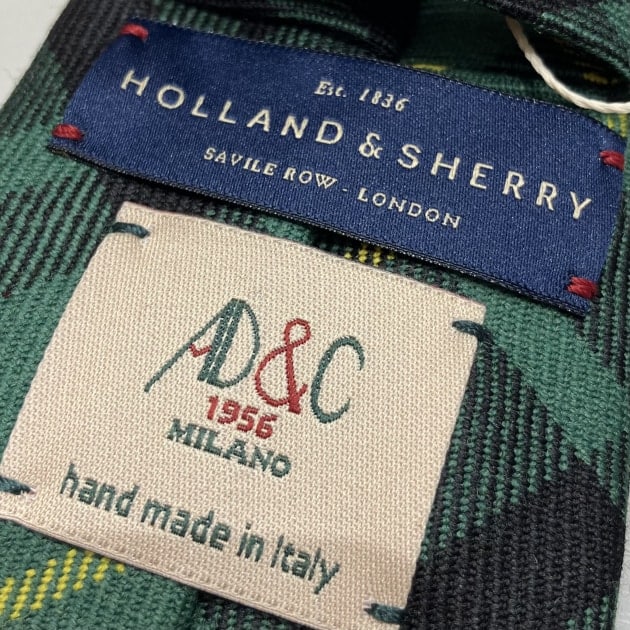 Est. 1836
HOLLAND & SHERRY
SAVILE ROW - LONDON
AD&C
1956
MILANO
hand made in Italy